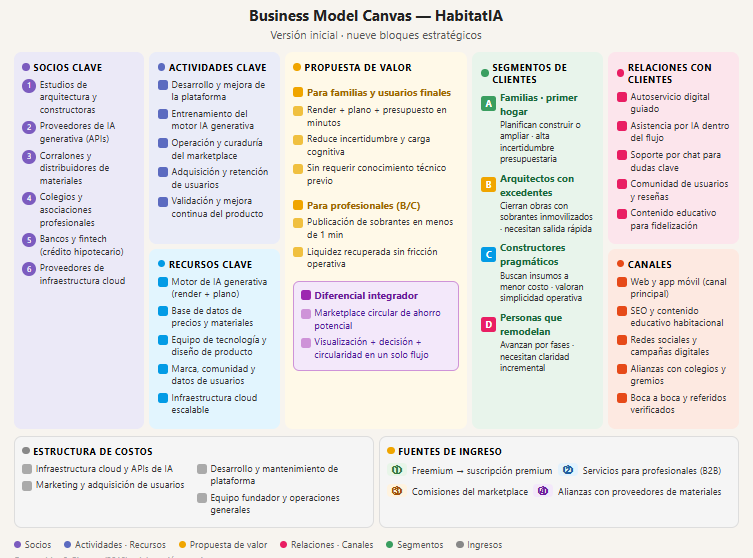 Business Model Canvas — HabitatIA
Versión inicial · nueve bloques estratégicos
SOCIOS CLAVE
1 Estudios de
arquitectura y
constructoras
2 Proveedores de IA
generativa (APIs)
3 Corralones y
distribuidores de
materiales
4 Colegios y
asociaciones
profesionales
5 Bancos y fintech
(crédito hipotecario)
6 Proveedores de
infraestructura cloud
ACTIVIDADES CLAVE
Desarrollo y mejora de
la plataforma
Entrenamiento del
motor IA generativa
Operación y curaduría
del marketplace
Adquisición y retención
de usuarios
Validación y mejora
continua del producto
RECURSOS CLAVE
Motor de IA generativa
(render + plano)
Base de datos de
precios y materiales
Equipo de tecnología y
diseño de producto
Marca, comunidad y
datos de usuarios
Infraestructura cloud
escalable
PROPUESTA DE VALOR
Para familias y usuarios finales
Render + plano + presupuesto en
minutos
Reduce incertidumbre y carga
cognitiva
Sin requerir conocimiento técnico
previo
Para profesionales (B/C)
Publicación de sobrantes en menos
de 1 min
Liquidez recuperada sin fricción
operativa
Diferencial integrador
Marketplace circular de ahorro
potencial
Visualización + decisión +
circularidad en un solo flujo
SEGMENTOS DE
CLIENTES
A Familias · primer
hogar
Planifican construir o
ampliar · alta
incertidumbre
presupuestaria
B Arquitectos con
excedentes
Cierran obras con
sobrantes inmovilizados
· necesitan salida rápida
C Constructores
pragmáticos
Buscan insumos a
menor costo · valoran
simplicidad operativa
D Personas que
remodelan
Avanzan por fases ·
necesitan claridad
incremental
RELACIONES CON
CLIENTES
Autoservicio digital
guiado
Asistencia por IA dentro
del flujo
Soporte por chat para
dudas clave
Comunidad de usuarios
y reseñas
Contenido educativo
para fidelización
CANALES
Web y app móvil (canal
principal)
SEO y contenido
educativo habitacional
Redes sociales y
campañas digitales
Alianzas con colegios y
gremios
Boca a boca y referidos
verificados
ESTRUCTURA DE COSTOS
Infraestructura cloud y APIs de IA
Marketing y adquisición de usuarios
Desarrollo y mantenimiento de
plataforma
Equipo fundador y operaciones
generales
FUENTES DE INGRESO
Freemium → suscripción premium
Servicios para profesionales (B2B)
Comisiones del marketplace
Alianzas con proveedores de materiales
Socios
Actividades · Recursos
Propuesta de valor
Relaciones · Canales
Segmentos
Ingresos